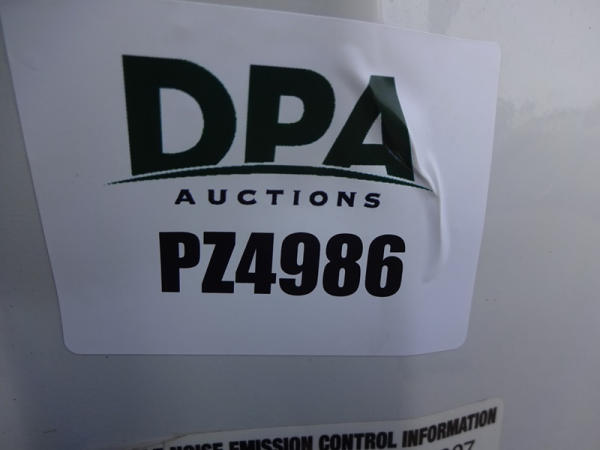 DPA
AUCTIONS
PZ4986
NOISE EMISSION CONTROL INFORMATION